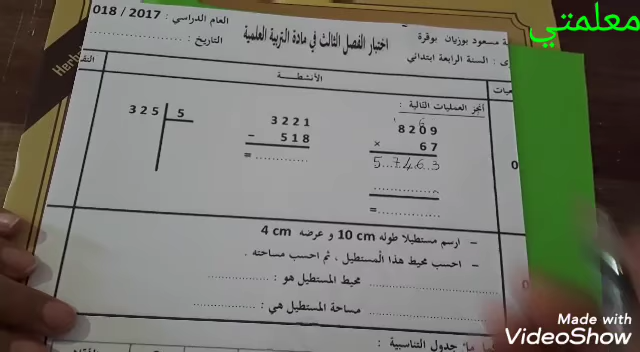 معلمتي
مسعود بوزيان بوقرة
العام الدراسي : 2017 / 018
: السنة الرابعة ابتدائي
اختبار الفصل الثالث في مادة التربية العلمية
التاريخ : ..................
الأنشطة
أنجز العمليات التالية :
325 5
3221
- 518
= .............
8209
× 67
5..7.4.6..3
..............
=..............
- ارسم مستطيلا طوله 10 cm و عرضه 4 cm
- احسب محيط هذا المستطيل ، ثم احسب مساحته .
محيط المستطيل هو : ....................
مساحة المستطيل هي : ................
جدول التناسبية :
Made with
VideoShow